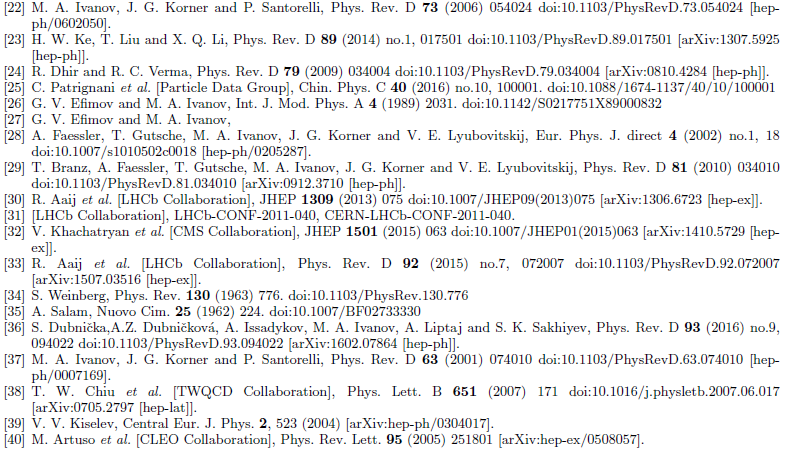 [22] M. A. Ivanov, J. G. Korner and P. Santorelli, Phys. Rev. D 73 (2006) 054024 doi:10.1103/PhysRevD.73.054024 [hep-
ph/0602050].
[23] H. W. Ke, T. Liu and X. Q. Li, Phys. Rev. D 89 (2014) no.1, 017501 doi:10.1103/PhysRevD.89.017501 [arXiv:1307.5925
[hep-ph]].
[24] R. Dhir and R. C. Verma, Phys. Rev. D 79 (2009) 034004 doi:10.1103/PhysRevD.79.034004 [arXiv:0810.4284 [hep-ph]].
[25] C. Patrignani et al. [Particle Data Group], Chin. Phys. C 40 (2016) no.10, 100001. doi:10.1088/1674-1137/40/10/100001
[26] G. V. Efimov and M. A. Ivanov, Int. J. Mod. Phys. A 4 (1989) 2031. doi:10.1142/S0217751X89000832
[27] G. V. Efimov and M. A. Ivanov,
[28] A. Faessler, T. Gutsche, M. A. Ivanov, J. G. Korner and V. E. Lyubovitskij, Eur. Phys. J. direct 4 (2002) no.1, 18
doi:10.1007/s1010502c0018 [hep-ph/0205287].
[29] T. Branz, A. Faessler, T. Gutsche, M. A. Ivanov, J. G. Korner and V. E. Lyubovitskij, Phys. Rev. D 81 (2010) 034010
doi:10.1103/PhysRevD.81.034010 [arXiv:0912.3710 [hep-ph]].
[30] R. Aaij et al. [LHCb Collaboration], JHEP 1309 (2013) 075 doi:10.1007/JHEP09(2013)075 [arXiv:1306.6723 [hep-ex]].
[31] [LHCb Collaboration], LHCb-CONF-2011-040, CERN-LHCb-CONF-2011-040.
[32] V. Khachatryan et al. [CMS Collaboration], JHEP 1501 (2015) 063 doi:10.1007/JHEP01(2015)063 [arXiv:1410.5729 [hep-
ex]].
[33] R. Aaij et al. [LHCb Collaboration], Phys. Rev. D 92 (2015) no.7, 072007 doi:10.1103/PhysRevD.92.072007
[arXiv:1507.03516 [hep-ex]].
[34] S. Weinberg, Phys. Rev. 130 (1963) 776. doi:10.1103/PhysRev.130.776
[35] A. Salam, Nuovo Cim. 25 (1962) 224. doi:10.1007/BF02733330
[36] S. Dubnička,A.Z. Dubničková, A. Issadykov, M. A. Ivanov, A. Liptaj and S. K. Sakhiyev, Phys. Rev. D 93 (2016) no.9,
094022 doi:10.1103/PhysRevD.93.094022 [arXiv:1602.07864 [hep-ph]].
[37] M. A. Ivanov, J. G. Korner and P. Santorelli, Phys. Rev. D 63 (2001) 074010 doi:10.1103/PhysRevD.63.074010 [hep-
ph/0007169].
[38] T. W. Chiu et al. [TWQCD Collaboration], Phys. Lett. B 651 (2007) 171 doi:10.1016/j.physletb.2007.06.017
[arXiv:0705.2797 [hep-lat]].
[39] V. V. Kiselev, Central Eur. J. Phys. 2, 523 (2004) [arXiv:hep-ph/0304017].
[40] M. Artuso et al. [CLEO Collaboration], Phys. Rev. Lett. 95 (2005) 251801 [arXiv:hep-ex/0508057].